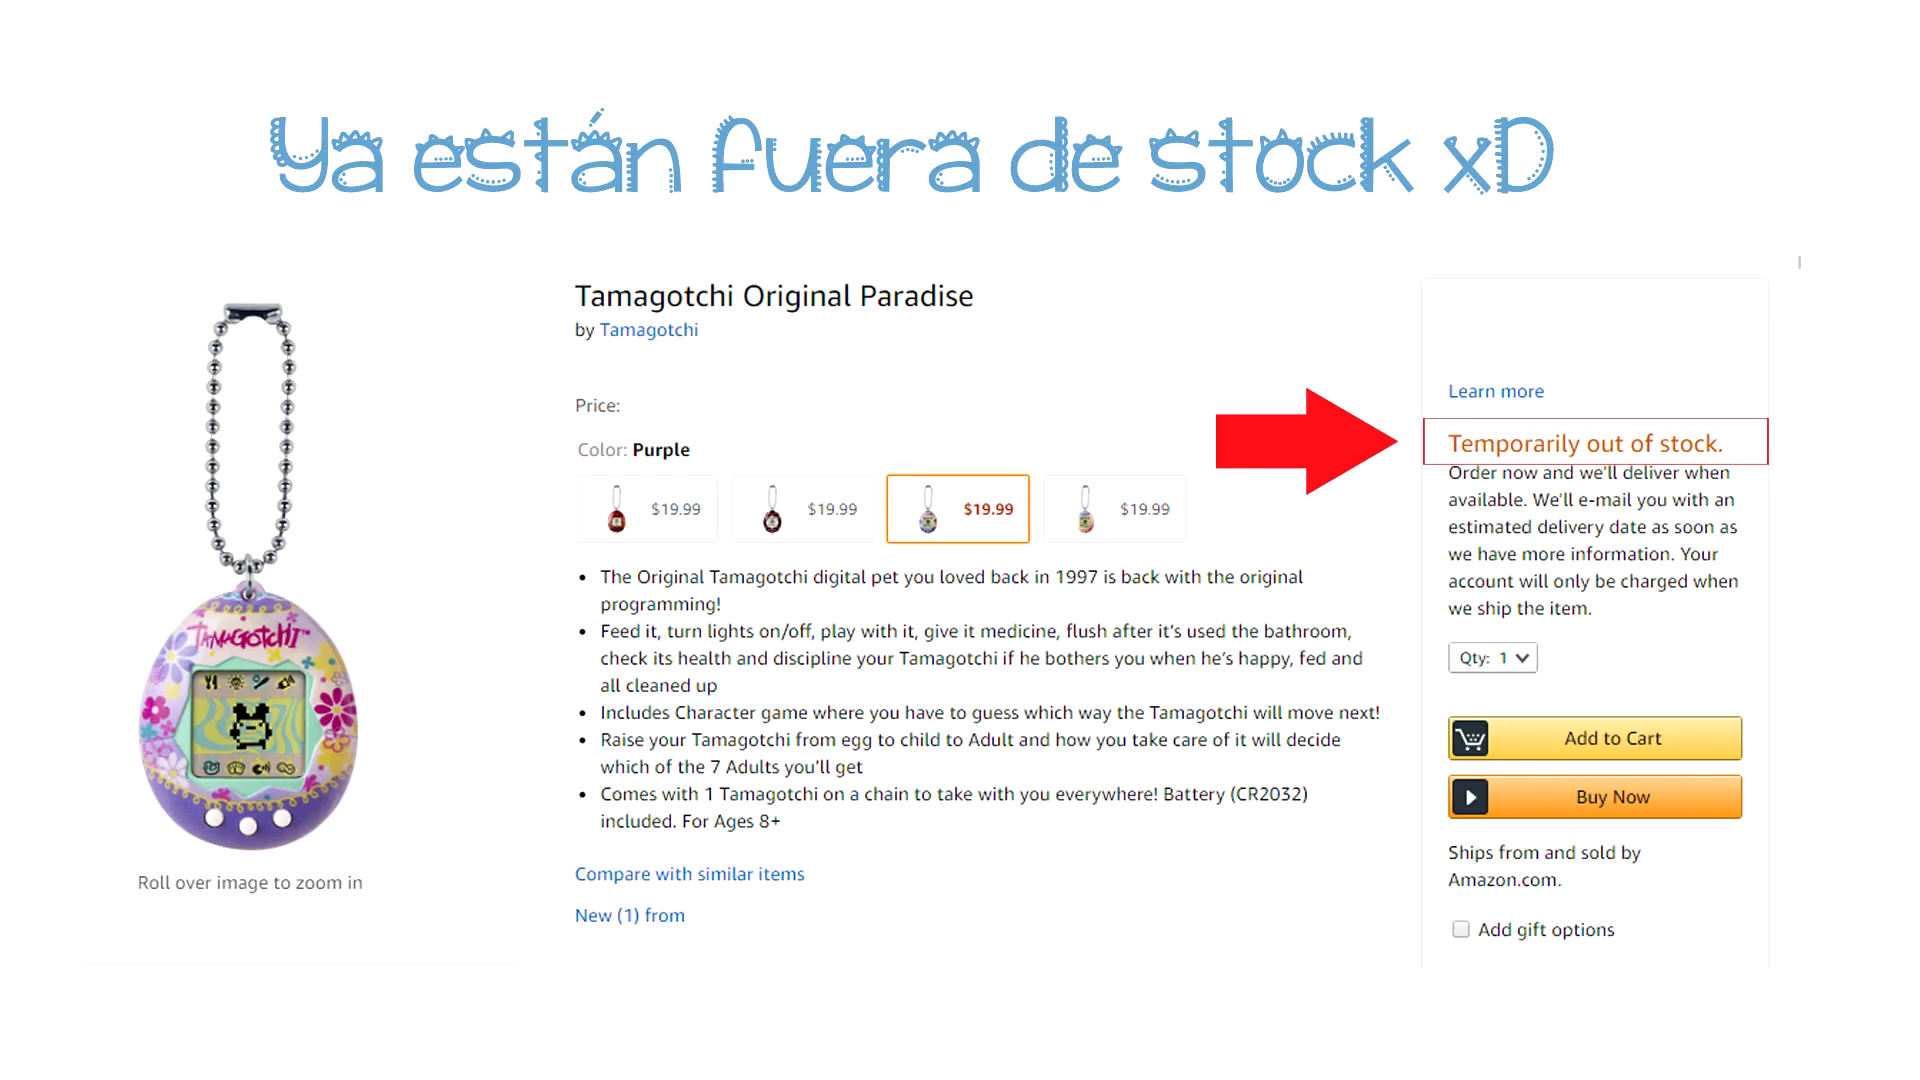 Ya están fuera de stock xD
Tamagotchi Original Paradise
by Tamagotchi
Price:
Color: Purple
$19.99
$19.99
$19.99
$19.99
The Original Tamagotchi digital pet you loved back in 1997 is back with the original
programming!
Feed it, turn lights on/off, play with it, give it medicine, flush after it's used the bathroom,
check its health and discipline your Tamagotchi if he bothers you when he's happy, fed and
all cleaned up
Includes Character game where you have to guess which way the Tamagotchi will move next!
Raise your Tamagotchi from egg to child to Adult and how you take care of it will decide
which of the 7 Adults you'll get
Comes with 1 Tamagotchi on a chain to take with you everywhere! Battery (CR2032)
included. For Ages 8+
Compare with similar items
New (1) from
TAMAGOTCHI™
Roll over image to zoom in
Learn more
Temporarily out of stock.
Order now and we'll deliver when
available. We'll e-mail you with an
estimated delivery date as soon as
we have more information. Your
account will only be charged when
we ship the item.
Qty: 1
Add to Cart
Buy Now
Ships from and sold by
Amazon.com.
Add gift options